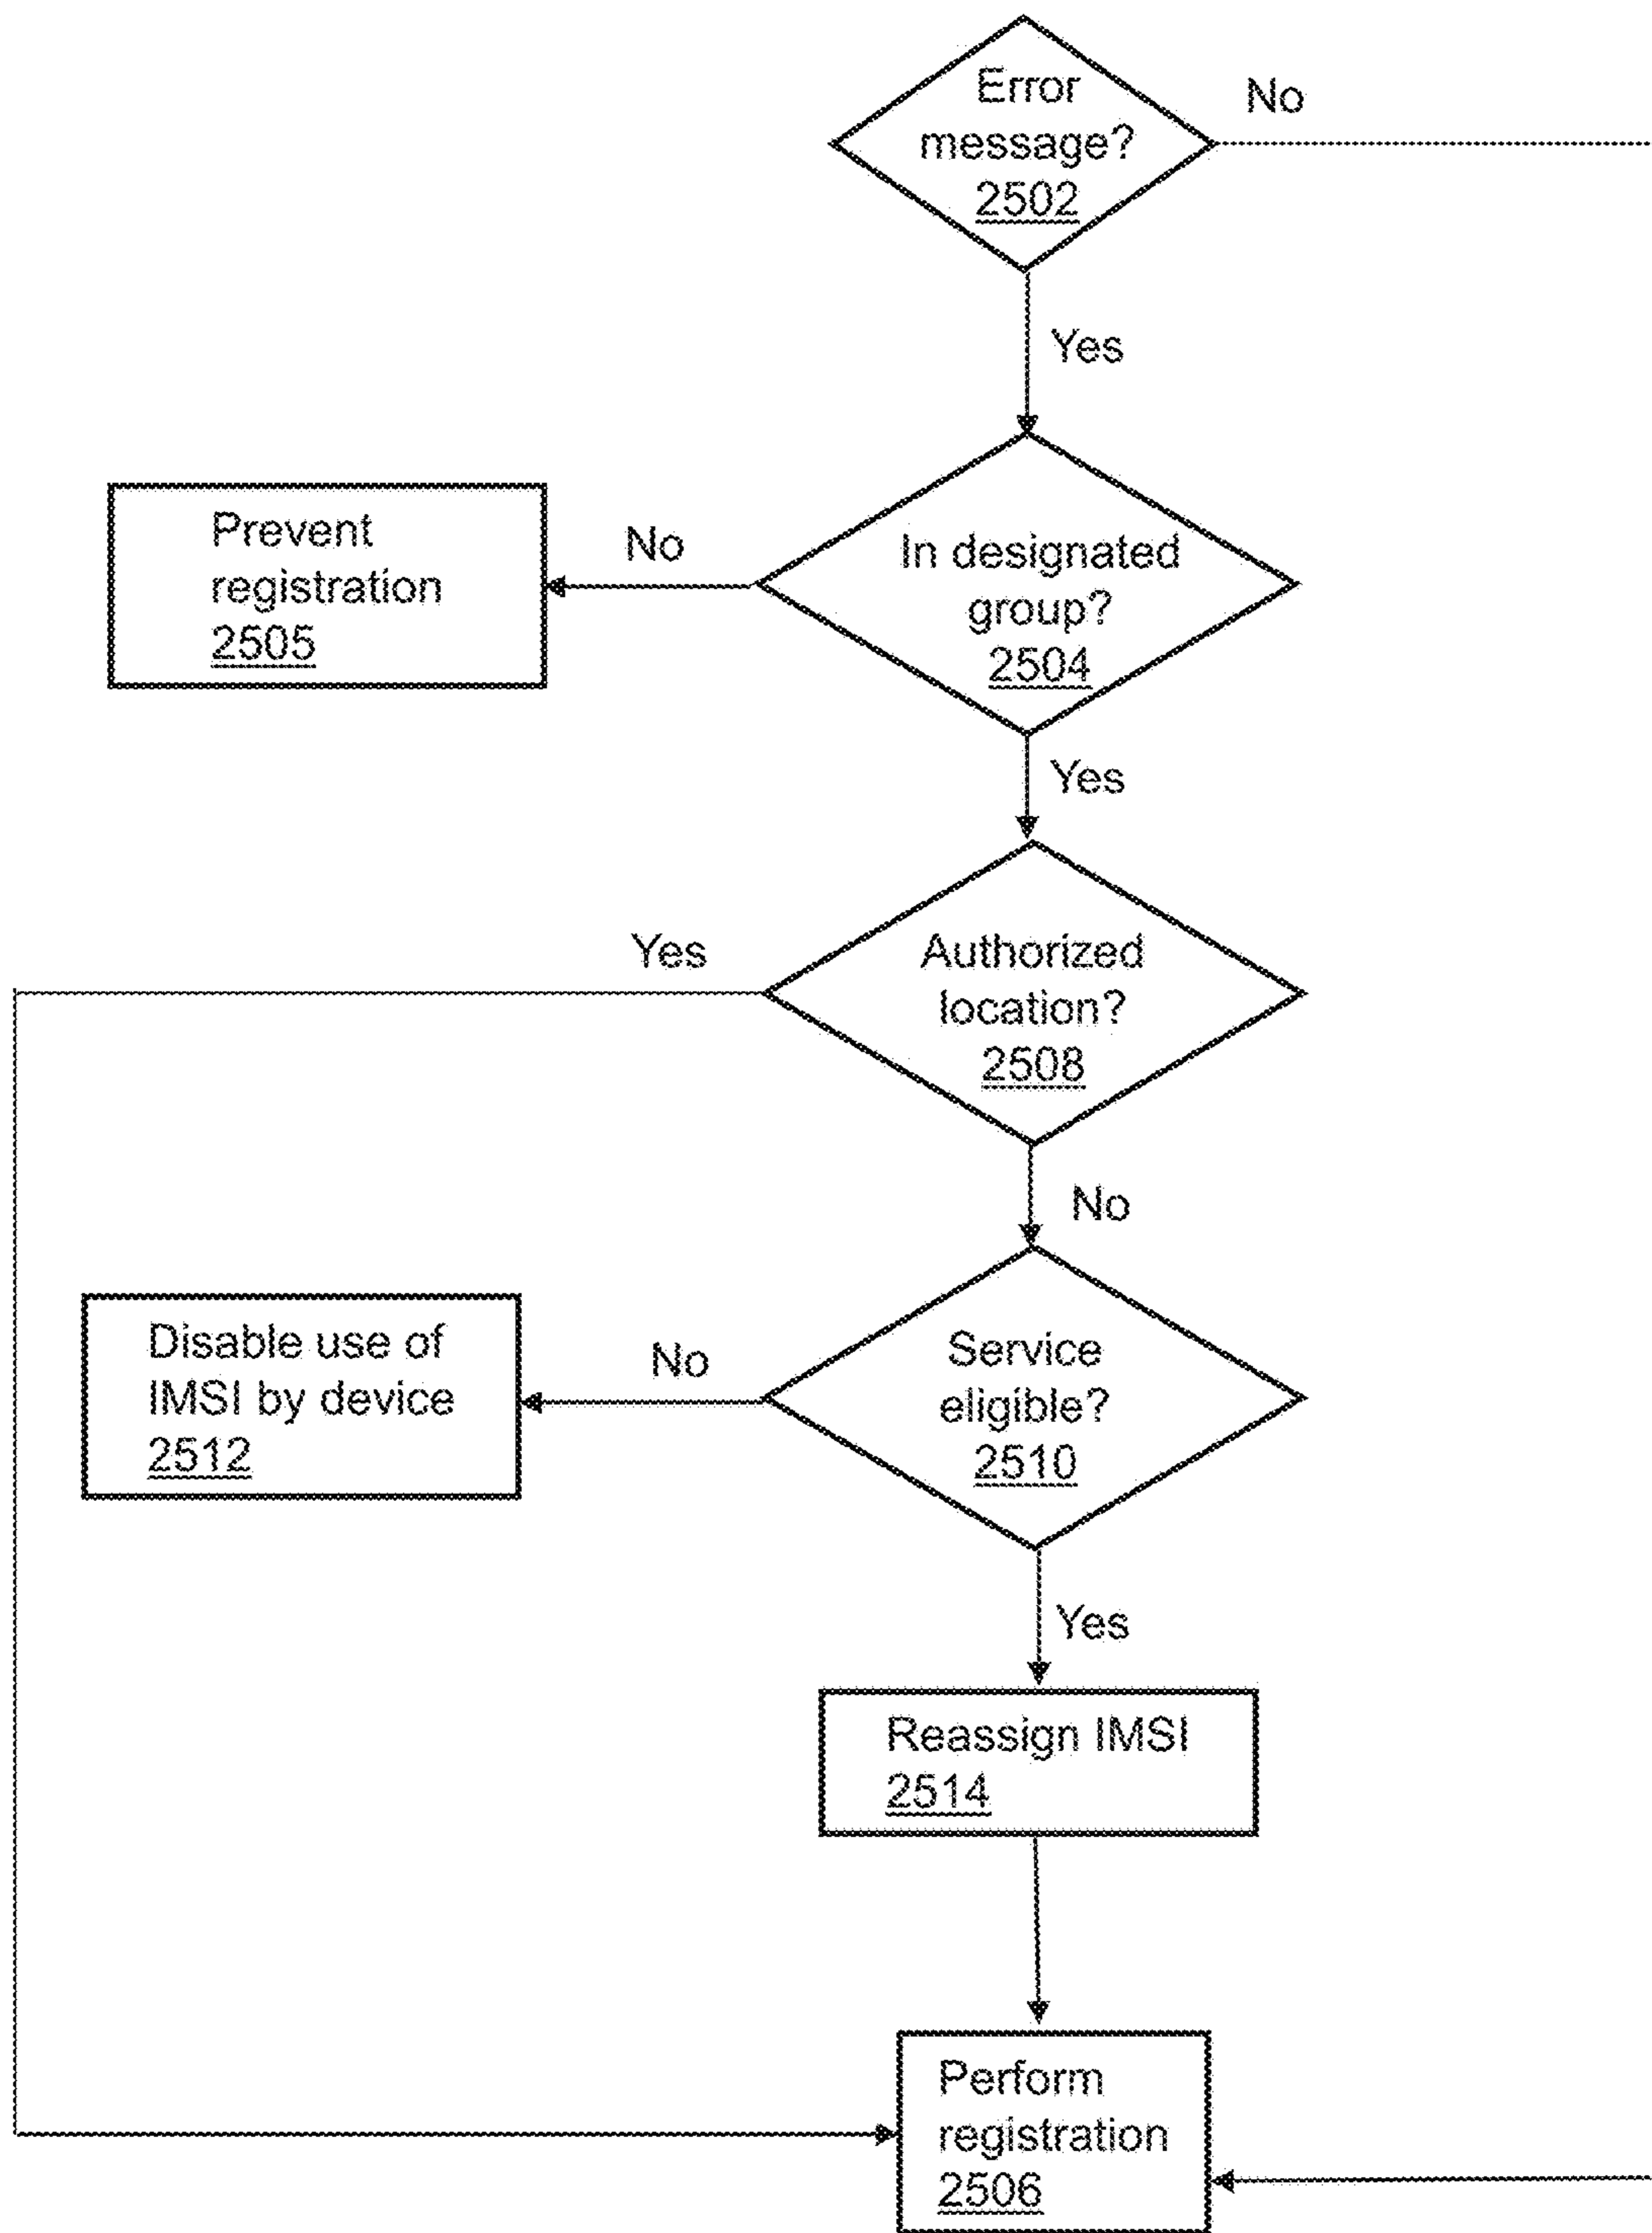 Error
message?
2502
No
Yes
Prevent
registration
2505
No
In designated
group?
2504
Yes
Yes
Authorized
location?
2508
No
Disable use of
IMSI by device
2512
No
Service
eligible?
2510
Yes
Reassign IMSI
2514
Perform
registration
2506